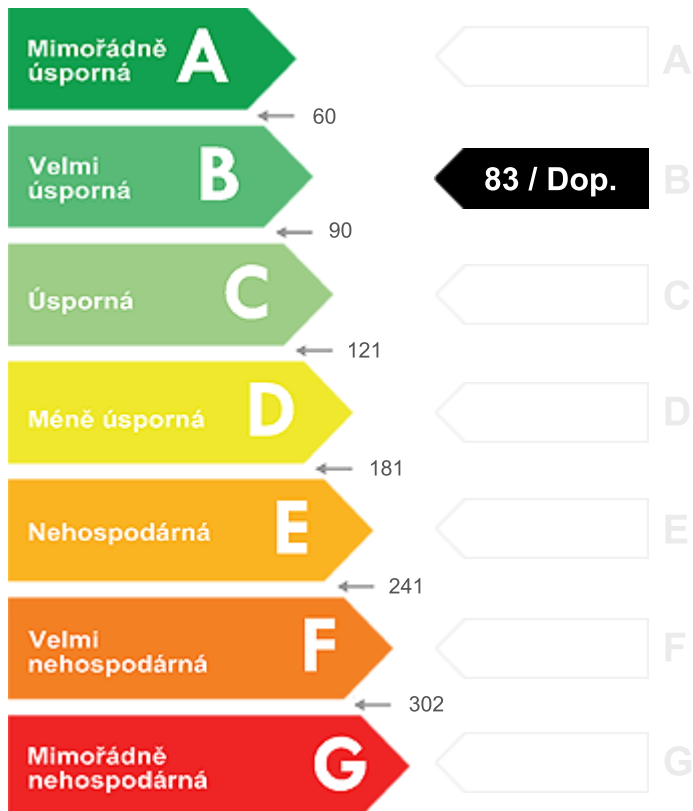 Mimořádně
úsporná
A
A
60
Velmi
úsporná
B
83 / Dop.
B
90
Úsporná
C
C
121
Méně úsporná
D
D
181
Nehospodárná
E
E
241
Velmi
nehospodárná
F
F
302
Mimořádně
nehospodárná
G
G